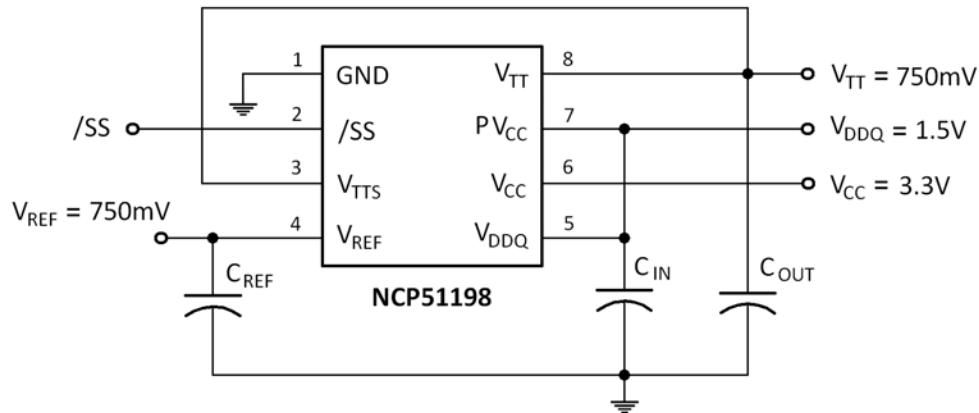 1 GND V_TT 8 V_TT = 750mV
/SS 2 /SS PV_CC 7 V_DDQ = 1.5V
3 V_TTS V_CC 6 V_CC = 3.3V
V_REF = 750mV 4 V_REF V_DDQ 5
C_REF C_IN C_OUT
NCP51198